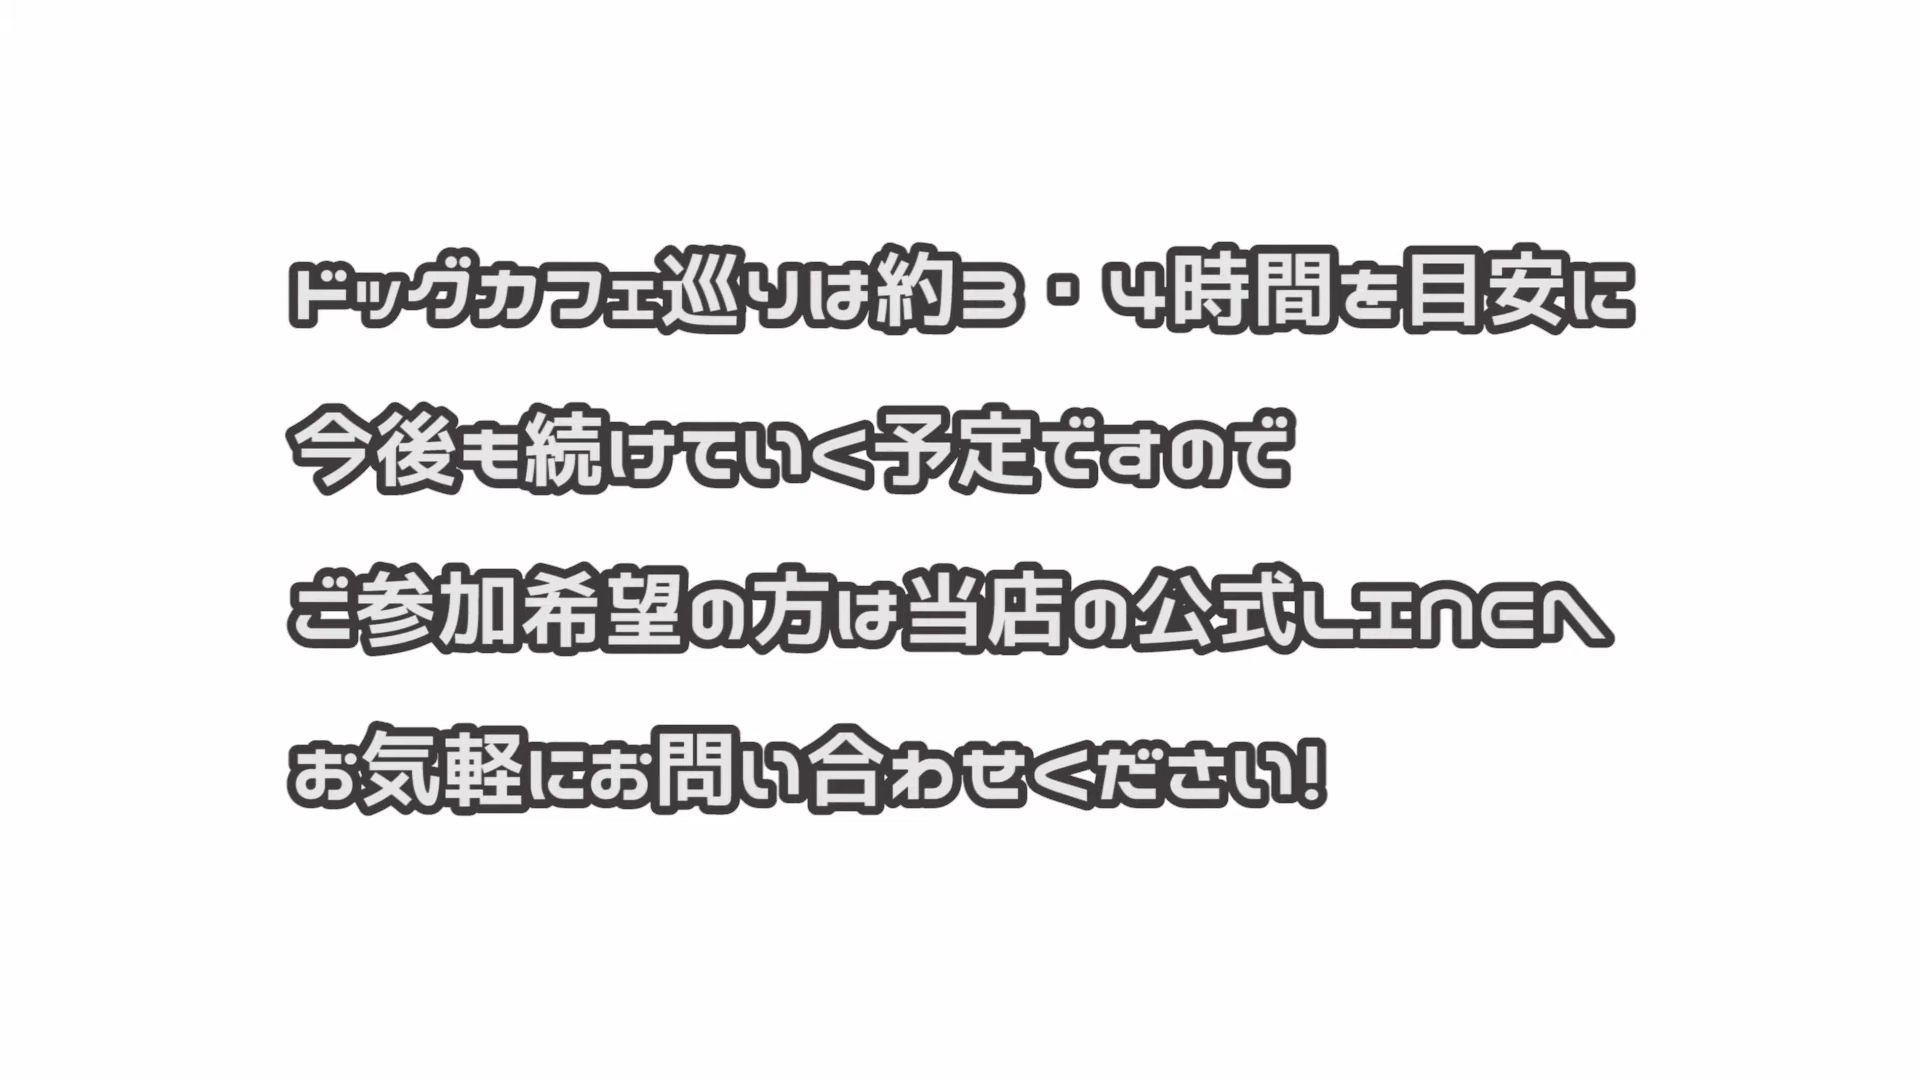 ドッグカフェ巡りは約3・4時間を目安に
今後も続けていく予定ですので
ご参加希望の方は当店の公式LINEへ
お気軽にお問い合わせください!